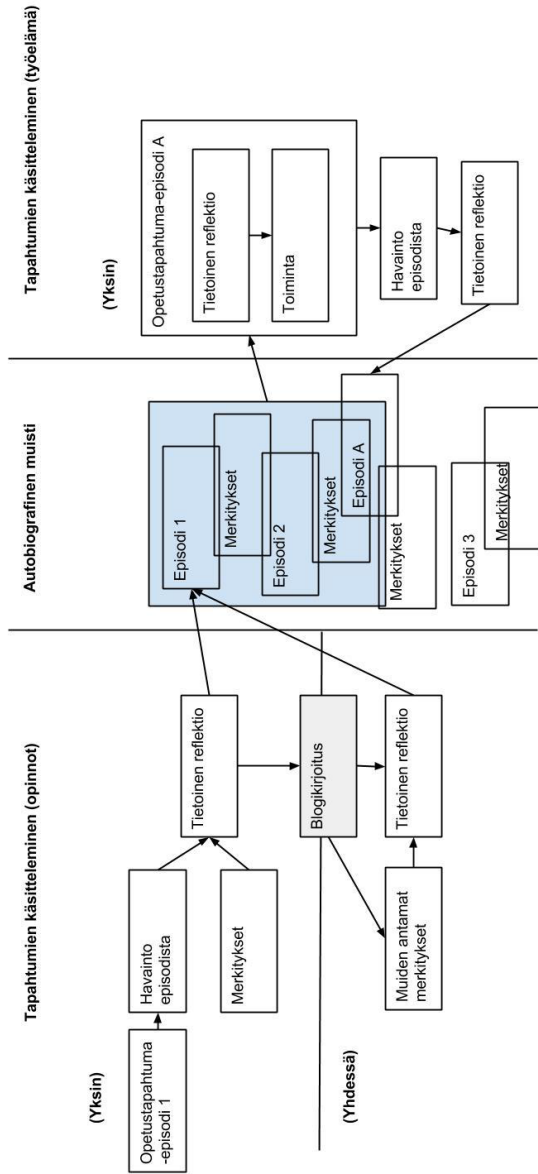 Tapahtumien käsitteleminen (opinnot)
(Yksin)
Opetustapahtuma
-episodi 1
Havainto
episodista
Merkitykset
Tietoinen reflektio
Blogikirjoitus
(Yhdessä)
Muiden antamat
merkitykset
Tietoinen reflektio
Autobiografinen muisti
Episodi 1
Merkitykset
Episodi 2
Merkitykset
Episodi A
Merkitykset
Episodi 3
Merkitykset
Tapahtumien käsitteleminen (työelämä)
(Yksin)
Opetustapahtuma-episodi A
Tietoinen reflektio
Toiminta
Havainto
episodista
Tietoinen reflektio